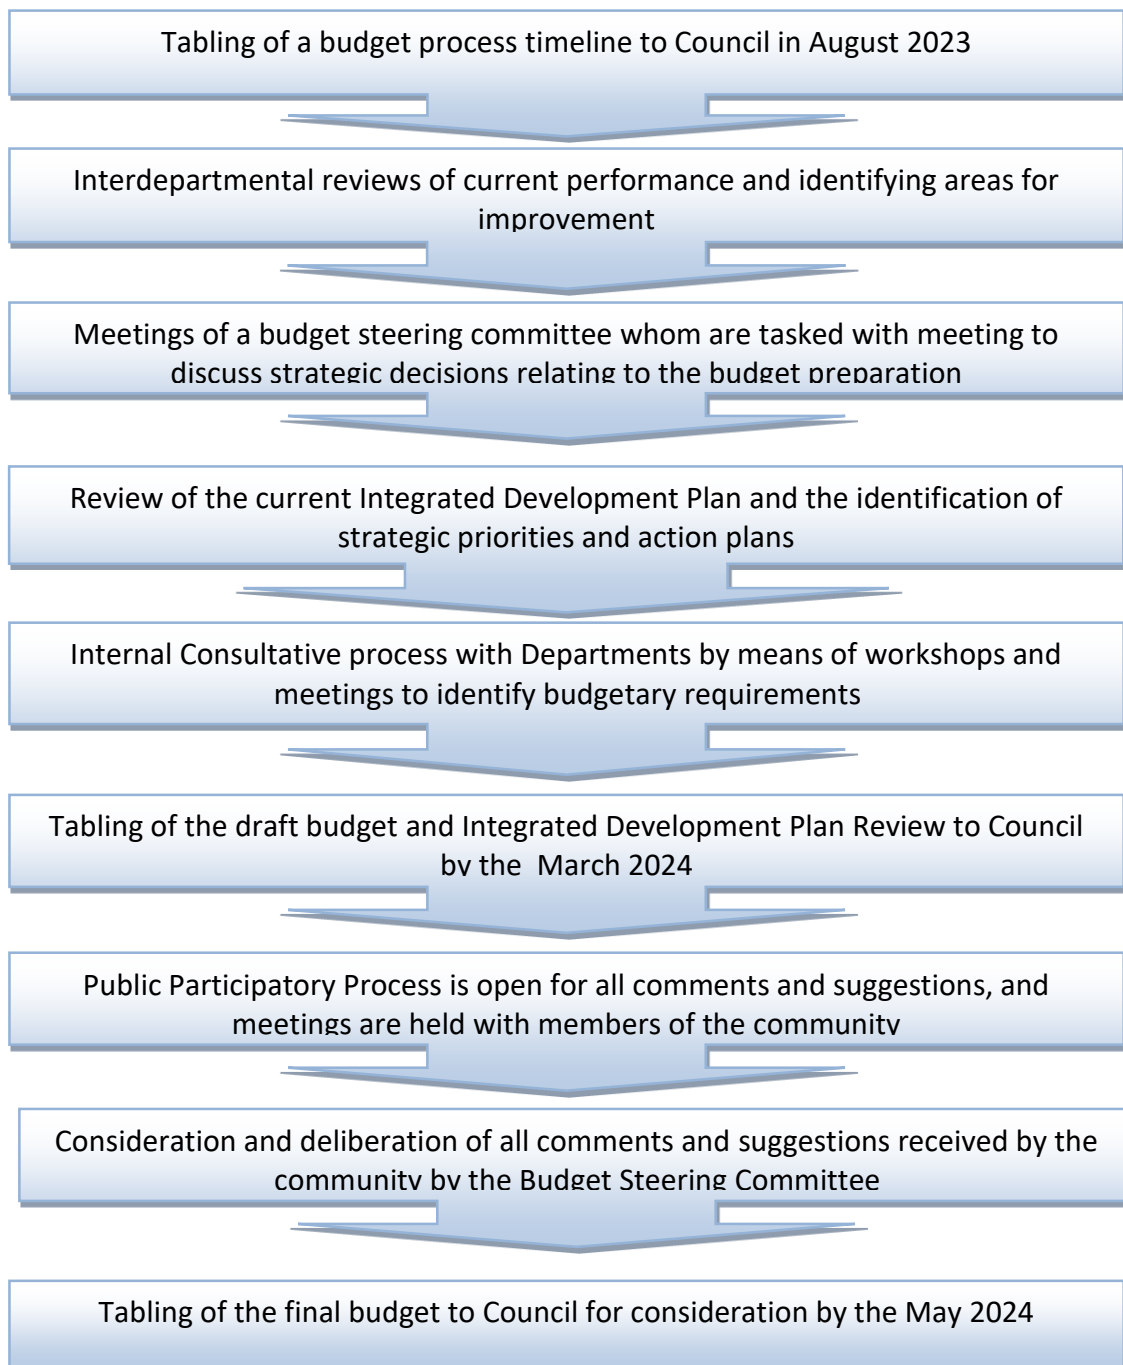 Tabling of a budget process timeline to Council in August 2023
Interdepartmental reviews of current performance and identifying areas for
improvement
Meetings of a budget steering committee whom are tasked with meeting to
discuss strategic decisions relating to the budget preparation
Review of the current Integrated Development Plan and the identification of
strategic priorities and action plans
Internal Consultative process with Departments by means of workshops and
meetings to identify budgetary requirements
Tabling of the draft budget and Integrated Development Plan Review to Council
by the March 2024
Public Participatory Process is open for all comments and suggestions, and
meetings are held with members of the community
Consideration and deliberation of all comments and suggestions received by the
community by the Budget Steering Committee
Tabling of the final budget to Council for consideration by the May 2024